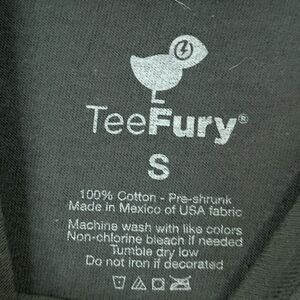 TeeFury®
S
100% Cotton - Pre-shrunk
Made in Mexico of USA fabric
Machine wash with like colors
Non-chlorine bleach if needed
Tumble dry low
Do not iron if decorated